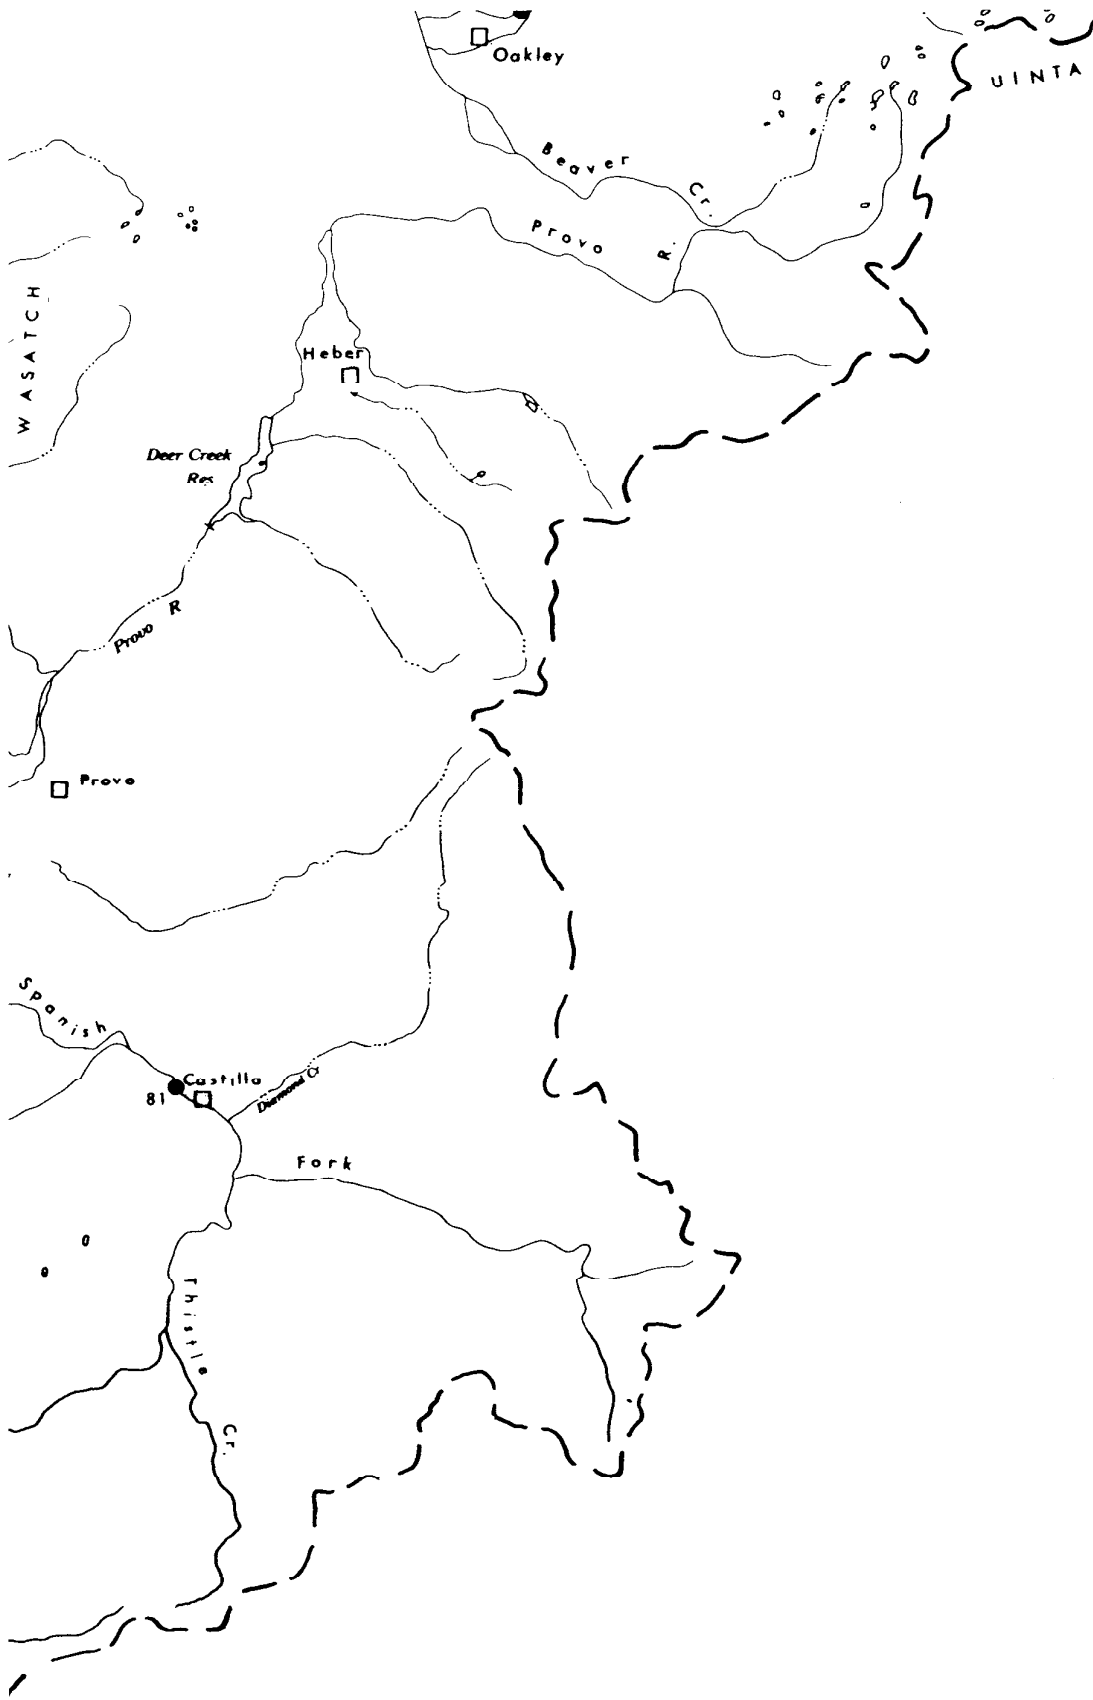 Oakley
UINTA
Beaver Cr.
Provo R.
WASATCH
Heber
Deer Creek
Res
Provo R
Provo
Spanish
Castilla
81
Diamond Cr
Fork
Thistle Cr.